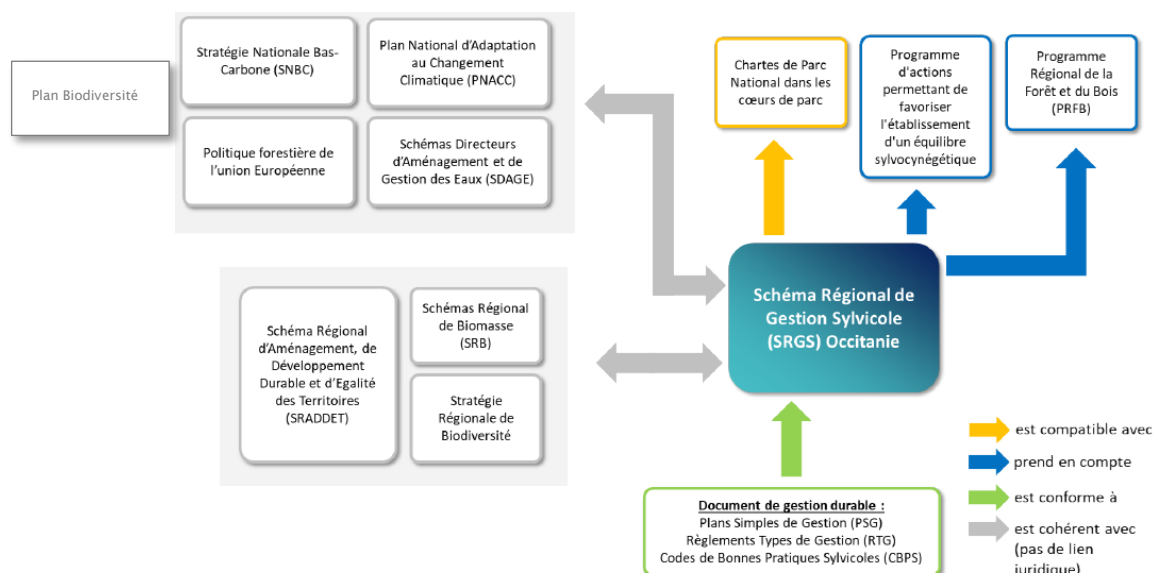 Plan Biodiversité
Stratégie Nationale Bas-
Carbone (SNBC)
Plan National d'Adaptation
au Changement
Climatique (PNACC)
Politique forestière de
l'union Européenne
Schémas Directeurs
d'Aménagement et de
Gestion des Eaux (SDAGE)
Chartes de Parc
National dans les
cœurs de parc
Programme
d'actions
permettant de
favoriser
l'établissement
d'un équilibre
sylvocynégétique
Programme
Régional de la
Forêt et du Bois
(PRFB)
Schéma Régional
d'Aménagement, de
Développement
Durable et d'Egalité
des Territoires
(SRADDET)
Schémas Régional
de Biomasse
(SRB)
Stratégie
Régionale de
Biodiversité
Schéma Régional de
Gestion Sylvicole
(SRGS) Occitanie
Document de gestion durable :
Plans Simples de Gestion (PSG)
Règlements Types de Gestion (RTG)
Codes de Bonnes Pratiques Sylvicoles (CBPS)
est compatible avec
prend en compte
est conforme à
est cohérent avec
(pas de lien
juridique)